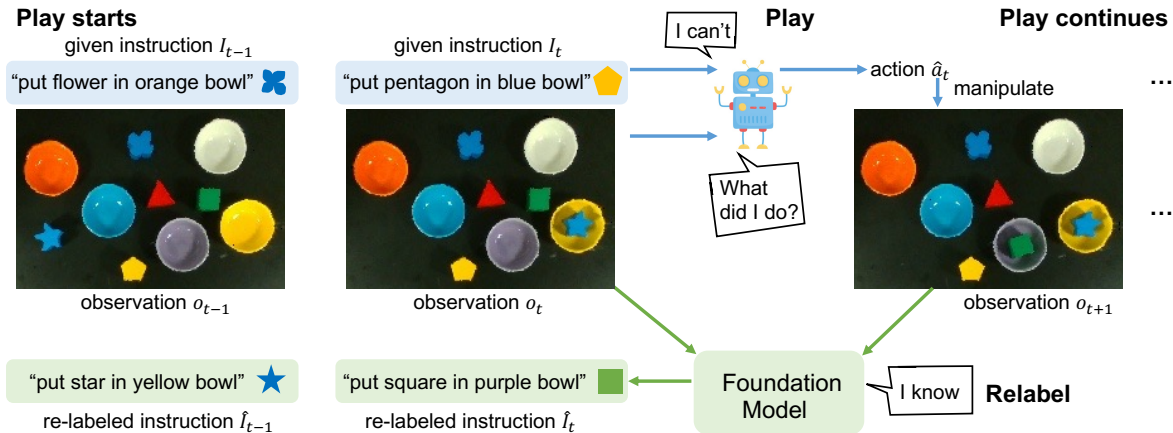 Play starts
given instruction I_{t−1}
“put flower in orange bowl”
observation o_{t−1}
“put star in yellow bowl”
re-labeled instruction Î_{t−1}
given instruction I_t
“put pentagon in blue bowl”
observation o_t
“put square in purple bowl”
re-labeled instruction Î_t
I can’t
Play
What
did I do?
action â_t
manipulate
Play continues
...
...
observation o_{t+1}
Foundation
Model
I know
Relabel